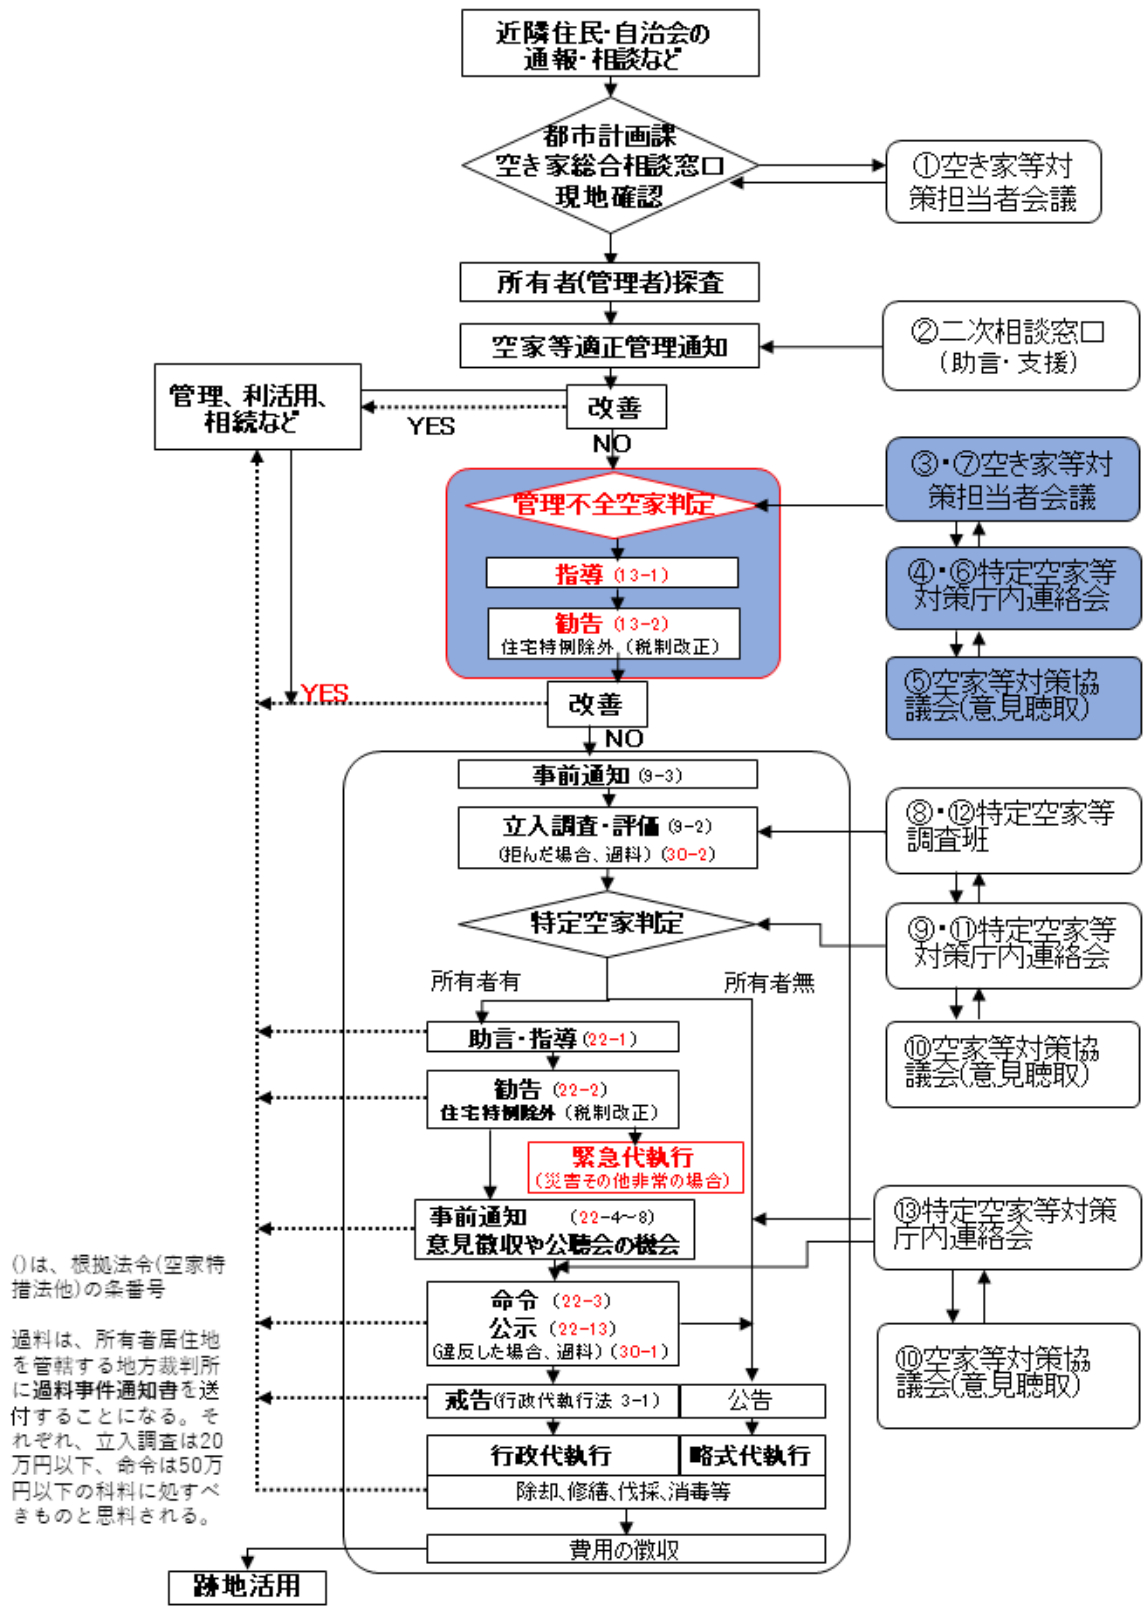 近隣住民･自治会の
通報･相談など
都市計画課
空き家総合相談窓口
現地確認
①空き家等対
策担当者会議
所有者(管理者)探査
空家等適正管理通知
②二次相談窓口
(助言・支援)
管理、利活用、
相続など
改善
YES
NO
③・⑦空き家等対
策担当者会議
管理不全空家判定
指導 (13-1)
勧告 (13-2)
住宅特例除外 (税制改正)
④・⑥特定空家等
対策庁内連絡会
⑤空家等対策協
議会(意見聴取)
YES
改善
NO
事前通知 (9-3)
立入調査･評価 (9-2)
(拒んだ場合、過料) (30-2)
⑧・⑫特定空家等
調査班
特定空家判定
⑨・⑪特定空家等
対策庁内連絡会
所有者有
所有者無
助言･指導 (22-1)
⑩空家等対策協
議会(意見聴取)
勧告 (22-2)
住宅特例除外 (税制改正)
緊急代執行
(災害その他非常の場合)
事前通知 (22-4～8)
意見徴収や公聴会の機会
⑬特定空家等対策
庁内連絡会
命令 (22-3)
公示 (22-13)
(違反した場合、過料) (30-1)
⑩空家等対策協
議会(意見聴取)
戒告(行政代執行法 3-1)
公告
行政代執行
略式代執行
除却、修繕、伐採、消毒等
費用の徴収
跡地活用
()は、根拠法令(空家特
措法他)の条番号
過料は、所有者居住地
を管轄する地方裁判所
に過料事件通知書を送
付することになる。そ
れぞれ、立入調査は20
万円以下、命令は50万
円以下の科料に処すべ
きものと思料される。